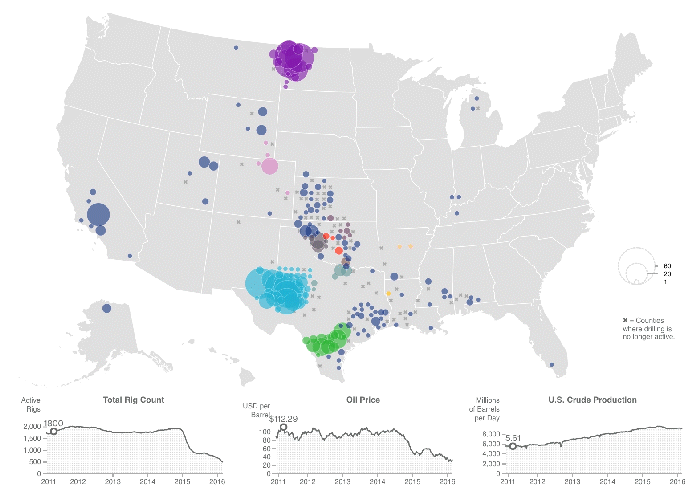 60
20
1
✖ = Counties
where drilling is
no longer active.
Active
Rigs
Total Rig Count
1800
2,000
1,500
1,000
500
0
2011 2012 2013 2014 2015 2016
USD per
Barrel
Oil Price
$112.29
100
80
60
40
20
0
2011 2012 2013 2014 2015 2016
Millions
of Barrels
per Day
U.S. Crude Production
5.61
8,000
6,000
4,000
2,000
0
2011 2012 2013 2014 2015 2016